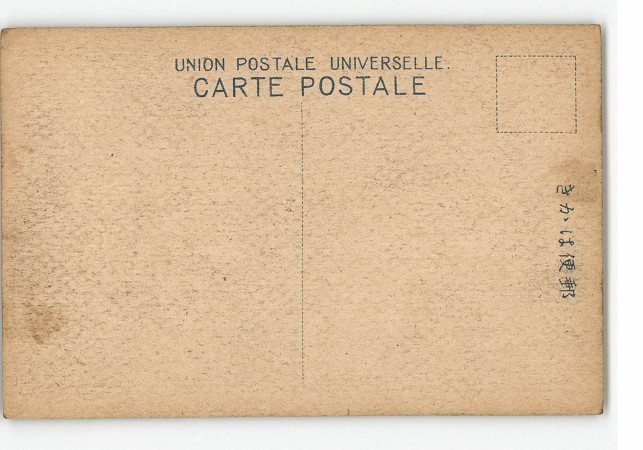 UNION POSTALE UNIVERSELLE.
CARTE POSTALE
きかは便郵